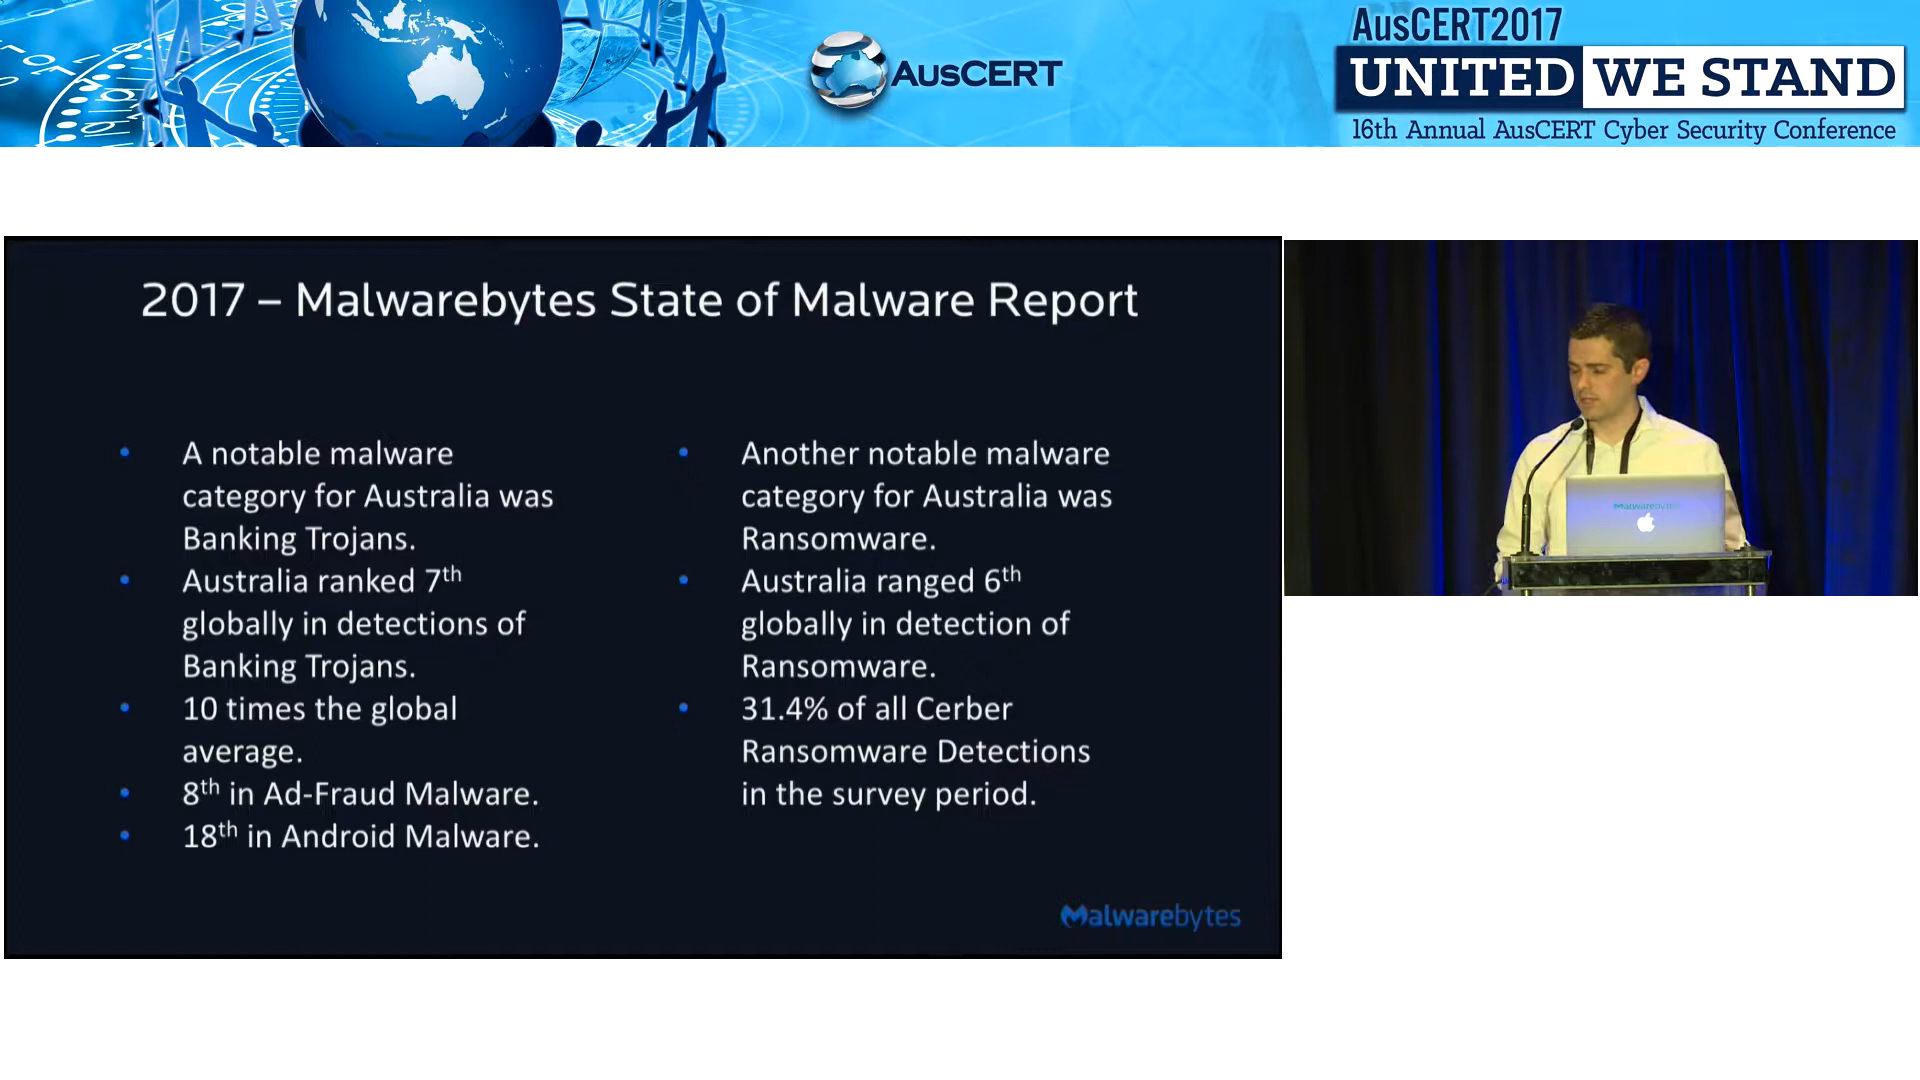 AusCERT
AusCERT2017
UNITED WE STAND
16th Annual AusCERT Cyber Security Conference
2017 – Malwarebytes State of Malware Report
• A notable malware
category for Australia was
Banking Trojans.
• Australia ranked 7th
globally in detections of
Banking Trojans.
• 10 times the global
average.
• 8th in Ad-Fraud Malware.
• 18th in Android Malware.
• Another notable malware
category for Australia was
Ransomware.
• Australia ranged 6th
globally in detection of
Ransomware.
• 31.4% of all Cerber
Ransomware Detections
in the survey period.
Malwarebytes
Malwarebytes